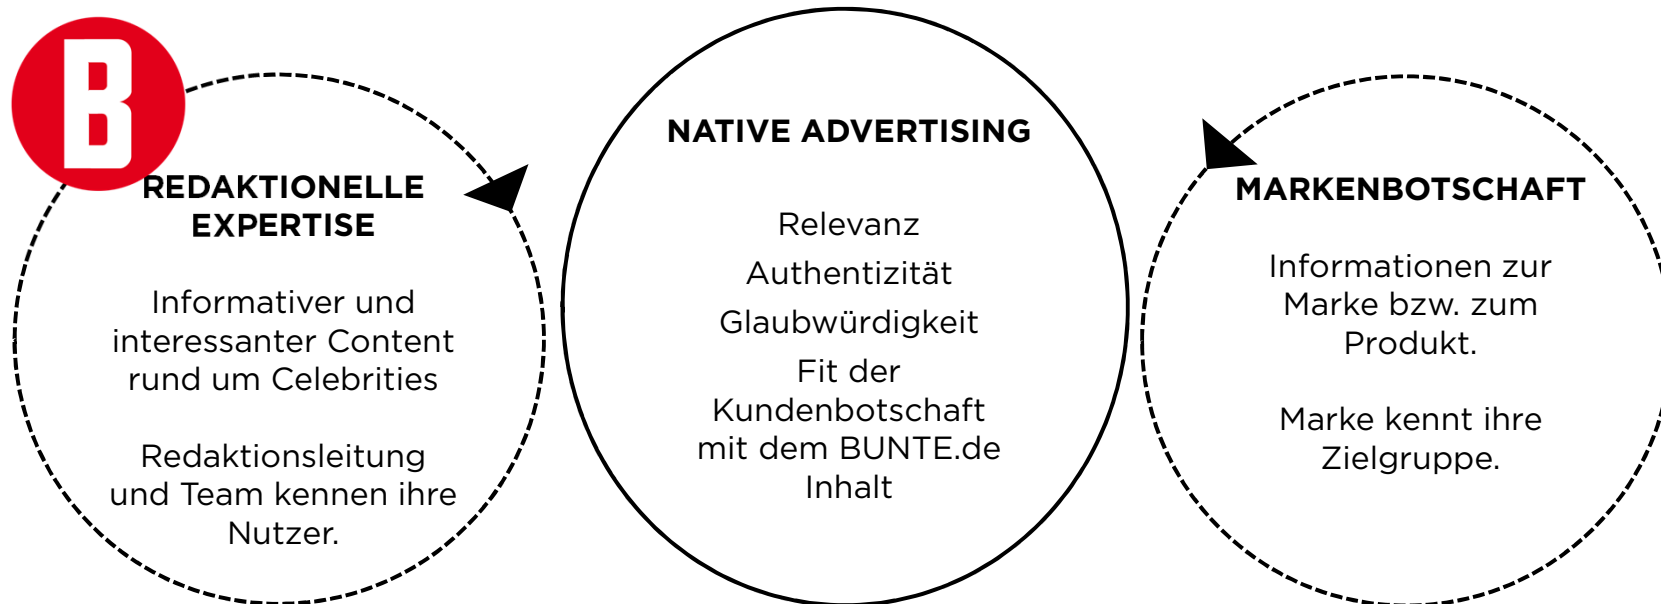 B
REDAKTIONELLE
EXPERTISE
Informativer und
interessanter Content
rund um Celebrities
Redaktionsleitung
und Team kennen ihre
Nutzer.
NATIVE ADVERTISING
Relevanz
Authentizität
Glaubwürdigkeit
Fit der
Kundenbotschaft
mit dem BUNTE.de
Inhalt
MARKENBOTSCHAFT
Informationen zur
Marke bzw. zum
Produkt.
Marke kennt ihre
Zielgruppe.